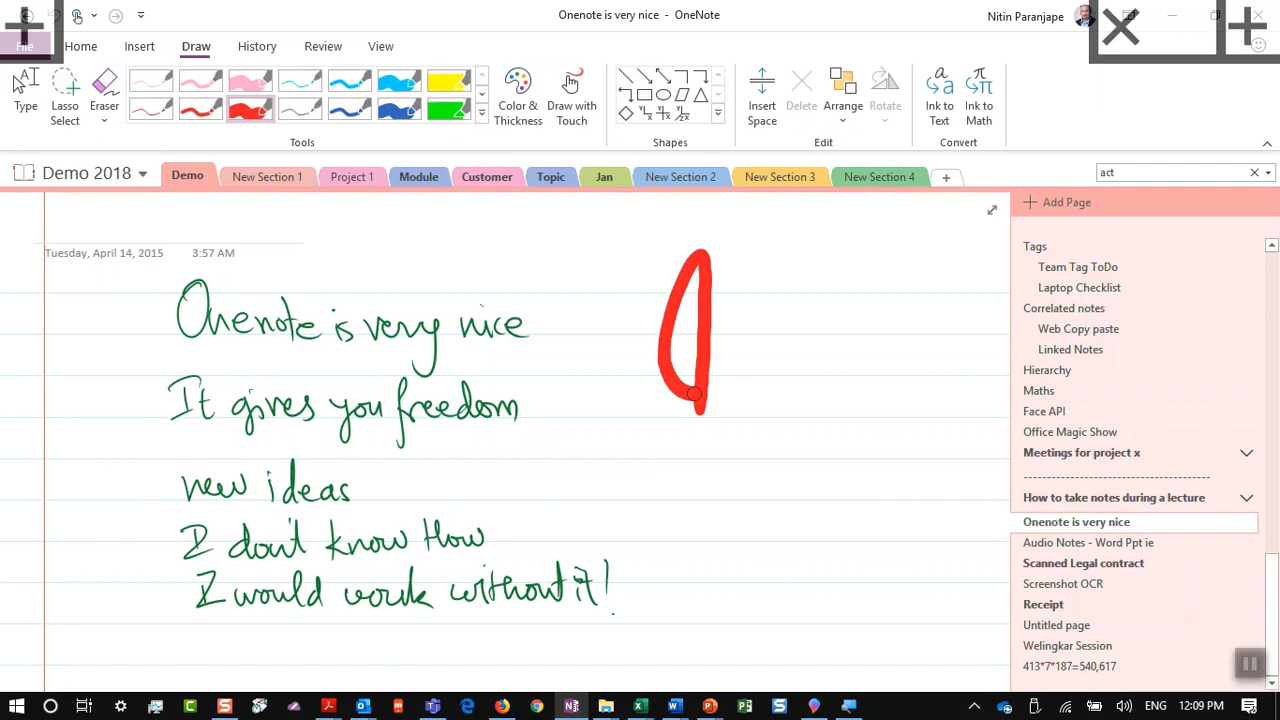 Onenote is very nice - OneNote
Nitin Paranjape
File Home Insert Draw History Review View
Type
Lasso Select
Eraser
Color & Thickness
Draw with Touch
Insert Space
Delete
Arrange
Rotate
Ink to Text
Ink to Math
Tools
Shapes
Edit
Convert
Demo 2018
Demo New Section 1 Project 1 Module Customer Topic Jan New Section 2 New Section 3 New Section 4
act
Tuesday, April 14, 2015 3:57 AM
Onenote is very nice
It gives you freedom
new ideas
I don't know How
I would work without it!
Add Page
Tags
Team Tag ToDo
Laptop Checklist
Correlated notes
Web Copy paste
Linked Notes
Hierarchy
Maths
Face API
Office Magic Show
Meetings for project x
----------------------------------------
How to take notes during a lecture
Onenote is very nice
Audio Notes - Word Ppt ie
Scanned Legal contract
Screenshot OCR
Receipt
Untitled page
Welingkar Session
413*7*187=540,617
12:09 PM